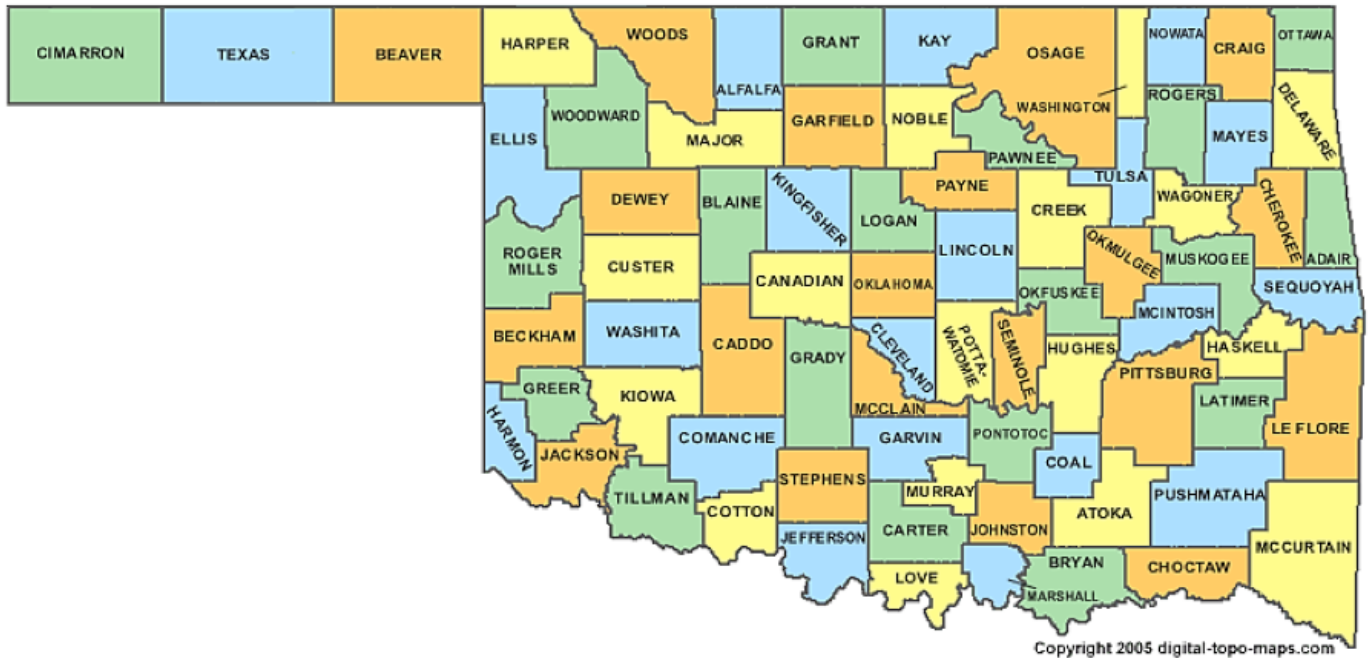 CIMARRON
TEXAS
BEAVER
HARPER
WOODS
ALFALFA
GRANT
KAY
OSAGE
WASHINGTON
NOWATA
CRAIG
OTTAWA
ELLIS
WOODWARD
MAJOR
GARFIELD
NOBLE
PAWNEE
ROGERS
MAYES
DELAWARE
DEWEY
BLAINE
KINGFISHER
LOGAN
PAYNE
CREEK
TULSA
WAGONER
CHEROKEE
ADAIR
ROGER
MILLS
CUSTER
CANADIAN
OKLAHOMA
LINCOLN
OKMULGEE
MUSKOGEE
SEQUOYAH
OKFUSKEE
MCINTOSH
BECKHAM
WASHITA
CADDO
GRADY
CLEVELAND
POTTA-
WATOMIE
SEMINOLE
HUGHES
PITTSBURG
HASKELL
GREER
KIOWA
MCCLAIN
LATIMER
LE FLORE
HARMON
JACKSON
COMANCHE
GARVIN
PONTOTOC
COAL
TILLMAN
COTTON
STEPHENS
MURRAY
JOHNSTON
ATOKA
PUSHMATAHA
JEFFERSON
CARTER
LOVE
MARSHALL
BRYAN
CHOCTAW
MCCURTAIN
Copyright 2005 digital-topo-maps.com